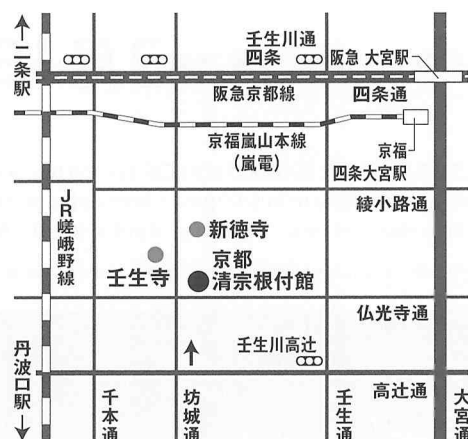 ↑二条駅
壬生川通
四条
阪急 大宮駅
阪急京都線
四条通
京福嵐山本線
(嵐電)
京福
四条大宮駅
JR嵯峨野線
綾小路通
新徳寺
壬生寺
京都
清宗根付館
仏光寺通
壬生川高辻
高辻通
丹波口駅↓
千本通
坊城通
壬生通
大宮通